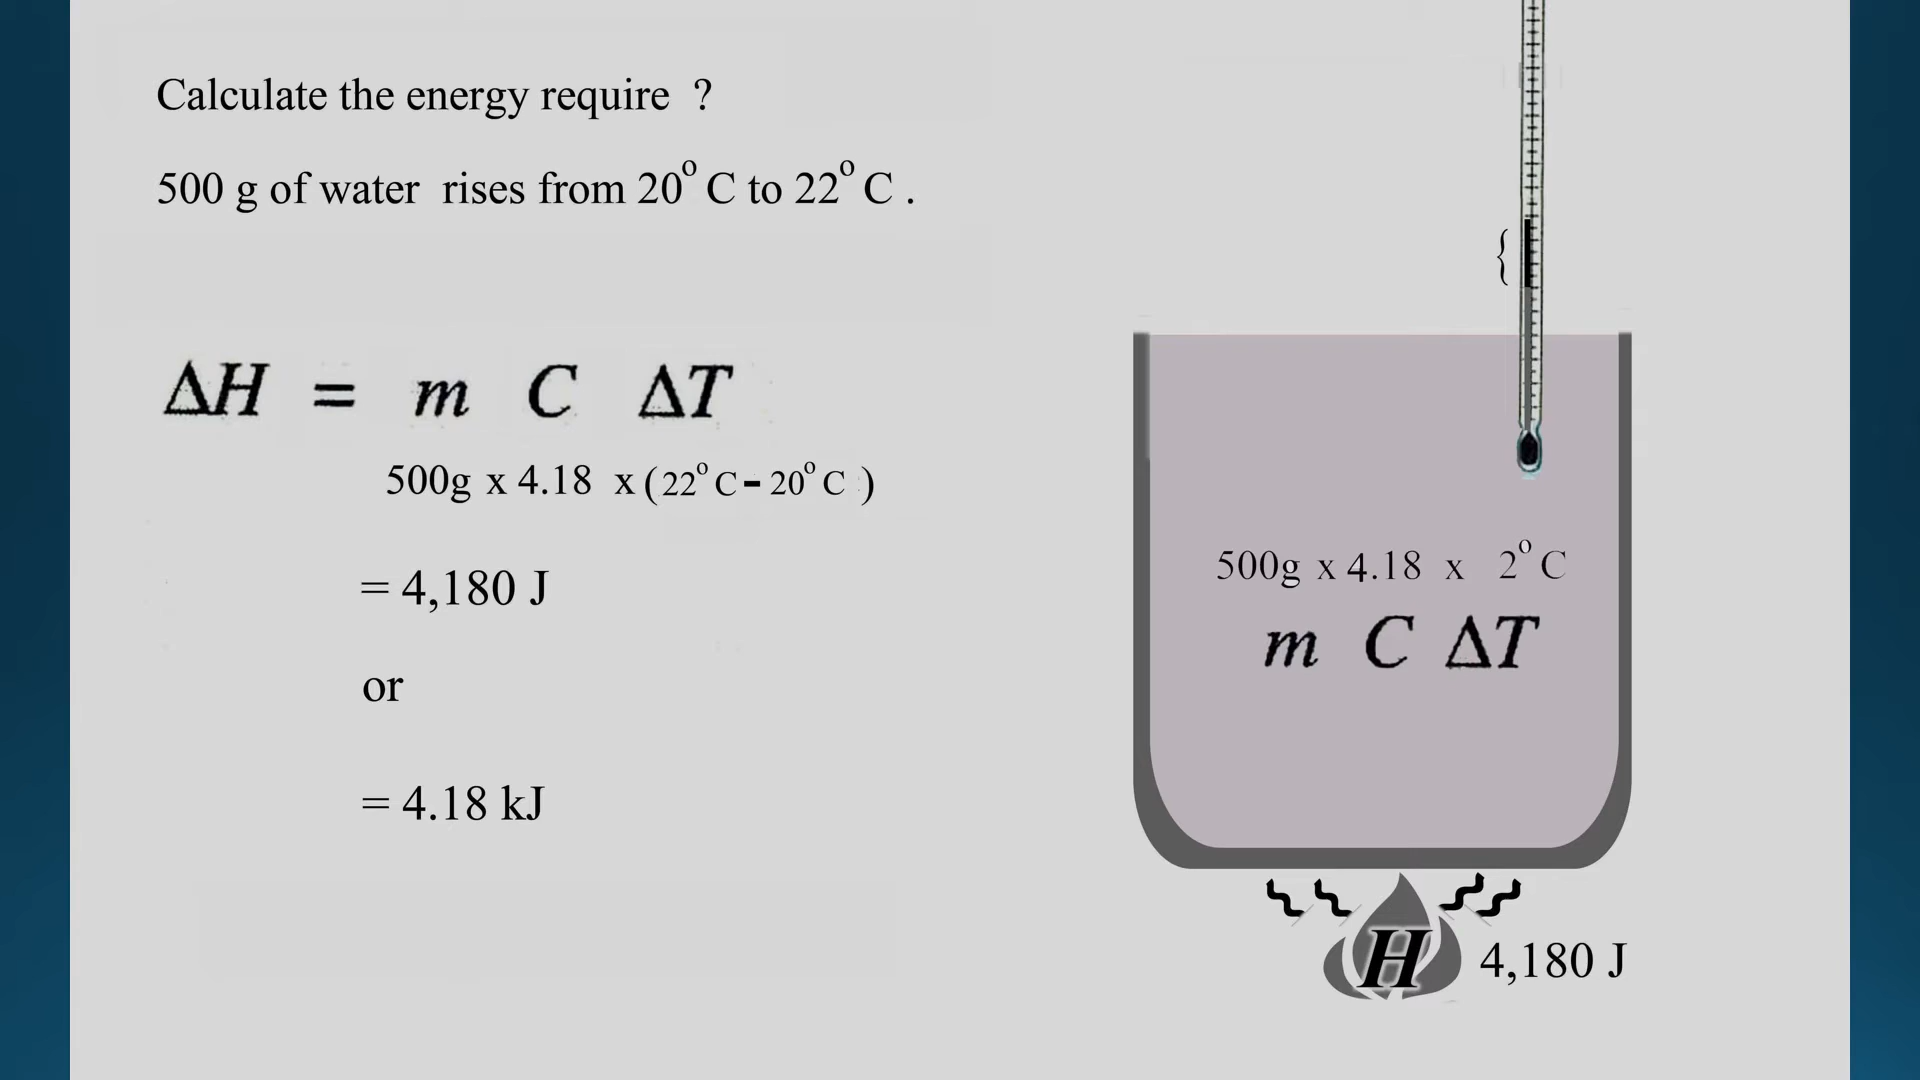 Calculate the energy require ?
500 g of water rises from 20° C to 22° C .
ΔH = m C ΔT
500g x 4.18 x (22° C - 20° C )
= 4,180 J
or
= 4.18 kJ
{
500g x 4.18 x 2° C
m C ΔT
H 4,180 J